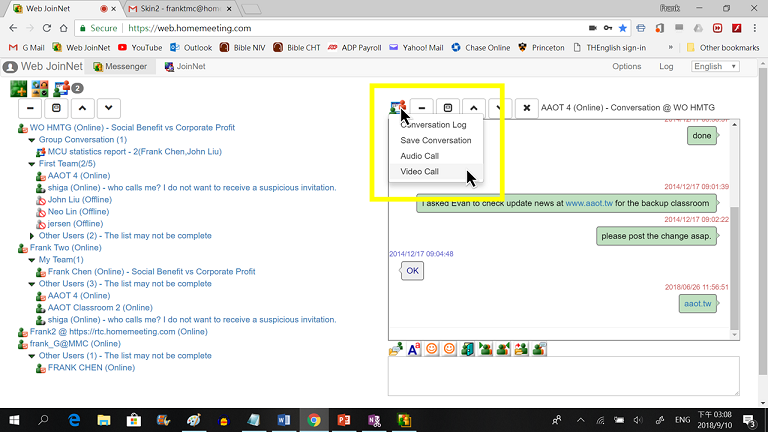 Web JoinNet
Skin2 - franktmc@home
Frank
Secure
https://web.homemeeting.com
G Mail
Web JoinNet
YouTube
Outlook
Bible NIV
Bible CHT
ADP Payroll
Yahoo! Mail
Chase Online
Princeton
THEnglish sign-in
»
Other bookmarks
Web JoinNet
Messenger
JoinNet
Options
Log
English
2
AAOT 4 (Online) - Conversation @ WO HMTG
WO HMTG (Online) - Social Benefit vs Corporate Profit
Group Conversation (1)
MCU statistics report - 2(Frank Chen,John Liu)
First Team(2/5)
AAOT 4 (Online)
shiga (Online) - who calls me? I do not want to receive a suspicious invitation.
John Liu (Offline)
Neo Lin (Offline)
jersen (Offline)
Other Users (2) - The list may not be complete
Frank Two (Online)
My Team(1)
Frank Chen (Online) - Social Benefit vs Corporate Profit
Other Users (3) - The list may not be complete
AAOT 4 (Online)
AAOT Classroom 2 (Online)
shiga (Online) - who calls me? I do not want to receive a suspicious invitation.
Frank2 @ https://rtc.homemeeting.com (Online)
frank_G@MMC (Online)
Other Users (1) - The list may not be complete
FRANK CHEN (Online)
Conversation Log
Save Conversation
Audio Call
Video Call
done
2014/12/17 09:01:39
I asked Evan to check update news at www.aaot.tw for the backup classroom
2014/12/17 09:02:22
please post the change asap.
2014/12/17 09:04:48
OK
2018/06/26 11:56:51
aaot.tw
ENG
下午 03:08
2018/9/10
3